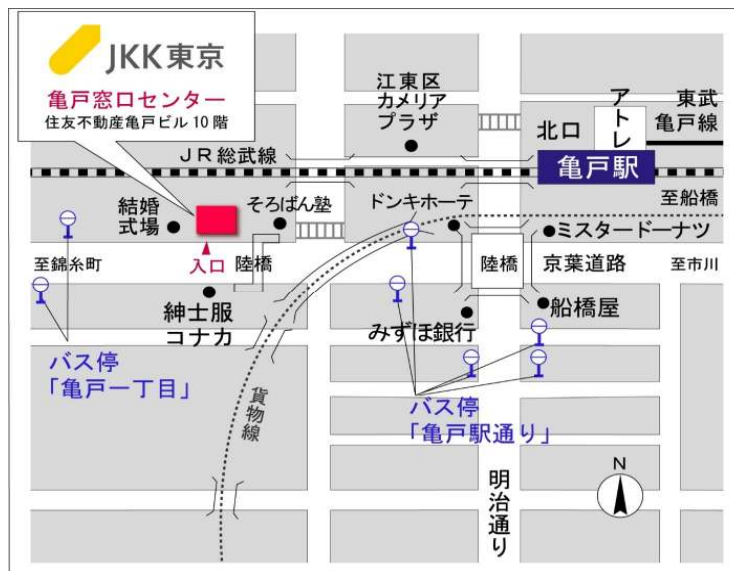 JKK東京
亀戸窓口センター
住友不動産亀戸ビル10階
江東区
カメリア
プラザ
北口
アトレ
東武
亀戸線
JR総武線
亀戸駅
結婚
式場
そろばん塾
ドンキホーテ
至船橋
ミスタードーナツ
至錦糸町
入口
陸橋
陸橋
京葉道路
至市川
紳士服
コナカ
みずほ銀行
船橋屋
バス停
「亀戸一丁目」
バス停
「亀戸駅通り」
貨物線
明治通り
N